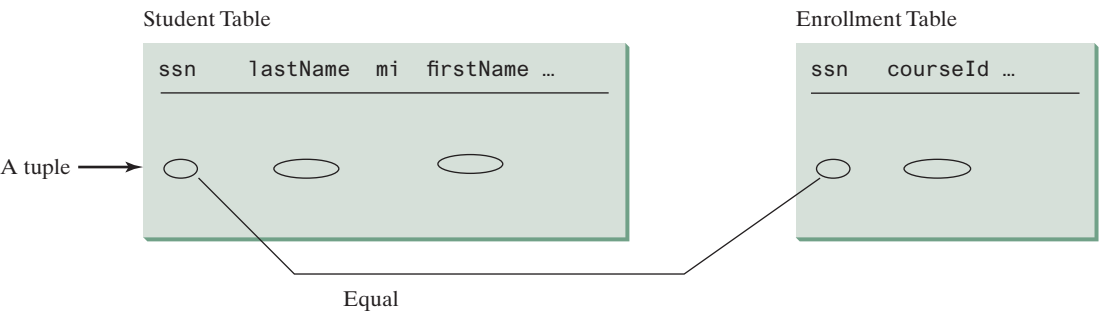 Student Table
Enrollment Table
ssn lastName mi firstName …
ssn courseId …
A tuple
Equal